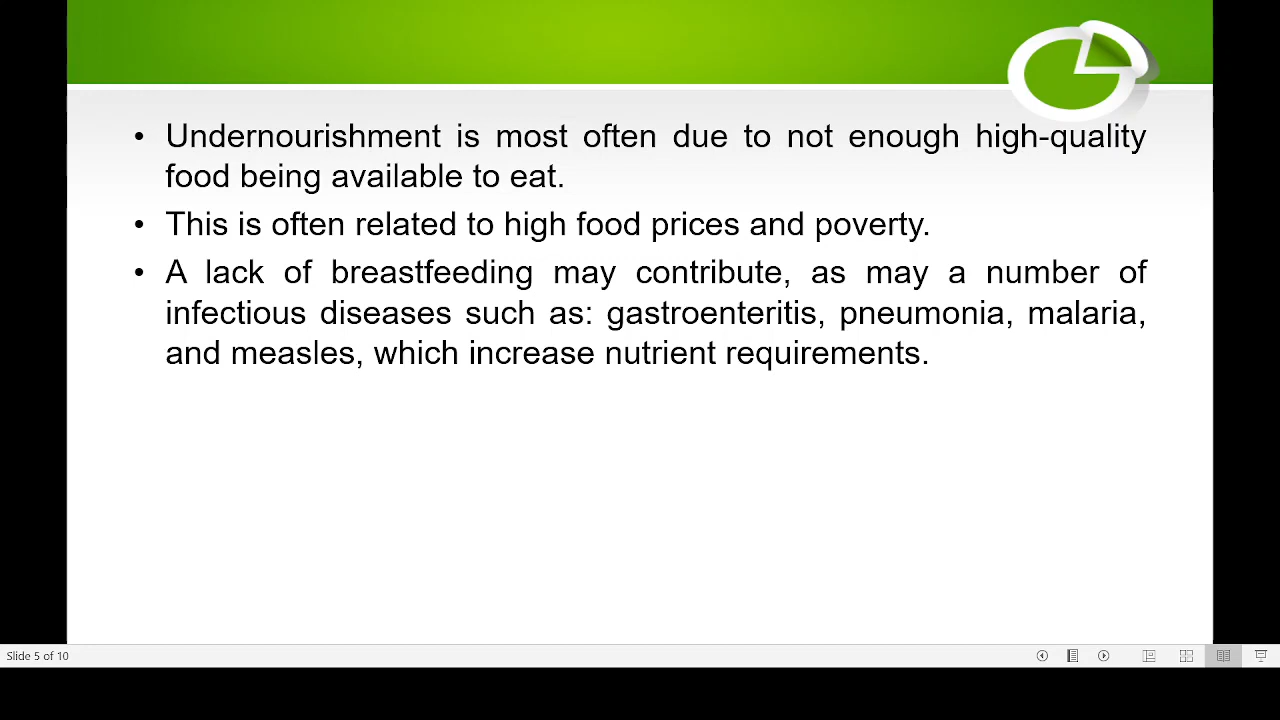 • Undernourishment is most often due to not enough high-quality
food being available to eat.
• This is often related to high food prices and poverty.
• A lack of breastfeeding may contribute, as may a number of
infectious diseases such as: gastroenteritis, pneumonia, malaria,
and measles, which increase nutrient requirements.
Slide 5 of 10